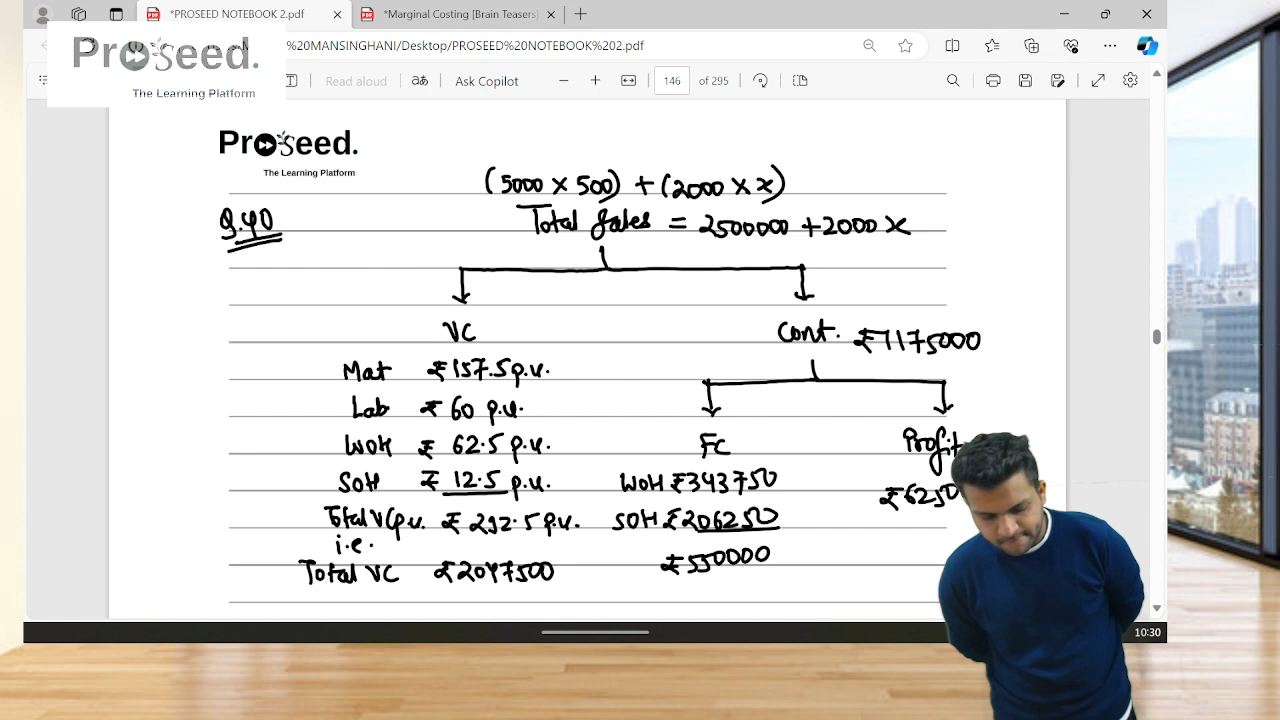 *PROSEED NOTEBOOK 2.pdf
*Marginal Costing [Brain Teasers]
Proseed.
The Learning Platform
%20MANSINGHANI/Desktop/PROSEED%20NOTEBOOK%202.pdf
Read aloud
Ask Copilot
146 of 295
Proseed.
The Learning Platform
Q.40
(5000 × 500) + (2000 × x)
Total Sales = 2500000 + 2000 x
VC
Cont. ₹1175000
Mat ₹157.5 p.u.
Lab ₹ 60 p.u.
WOH ₹ 62.5 p.u.
SOH ₹ 12.5 p.u.
Total VC p.u. ₹ 292.5 p.u.
i.e.
Total VC ₹2047500
FC
WOH ₹343750
SOH ₹206250
₹550000
Profit
₹6250
10:30